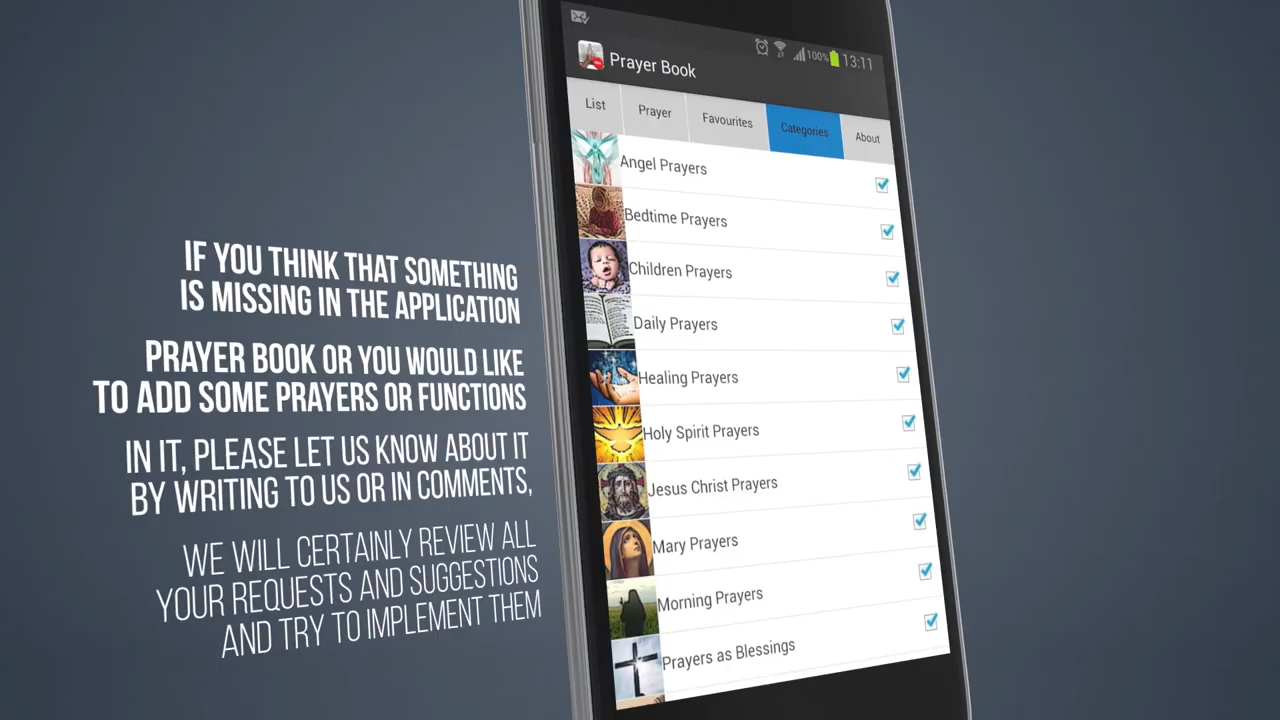 IF YOU THINK THAT SOMETHING
IS MISSING IN THE APPLICATION
PRAYER BOOK OR YOU WOULD LIKE
TO ADD SOME PRAYERS OR FUNCTIONS
IN IT, PLEASE LET US KNOW ABOUT IT
BY WRITING TO US OR IN COMMENTS,
WE WILL CERTAINLY REVIEW ALL
YOUR REQUESTS AND SUGGESTIONS
AND TRY TO IMPLEMENT THEM
100% 13:11
Prayer Book
List Prayer Favourites Categories About
Angel Prayers
Bedtime Prayers
Children Prayers
Daily Prayers
Healing Prayers
Holy Spirit Prayers
Jesus Christ Prayers
Mary Prayers
Morning Prayers
Prayers as Blessings